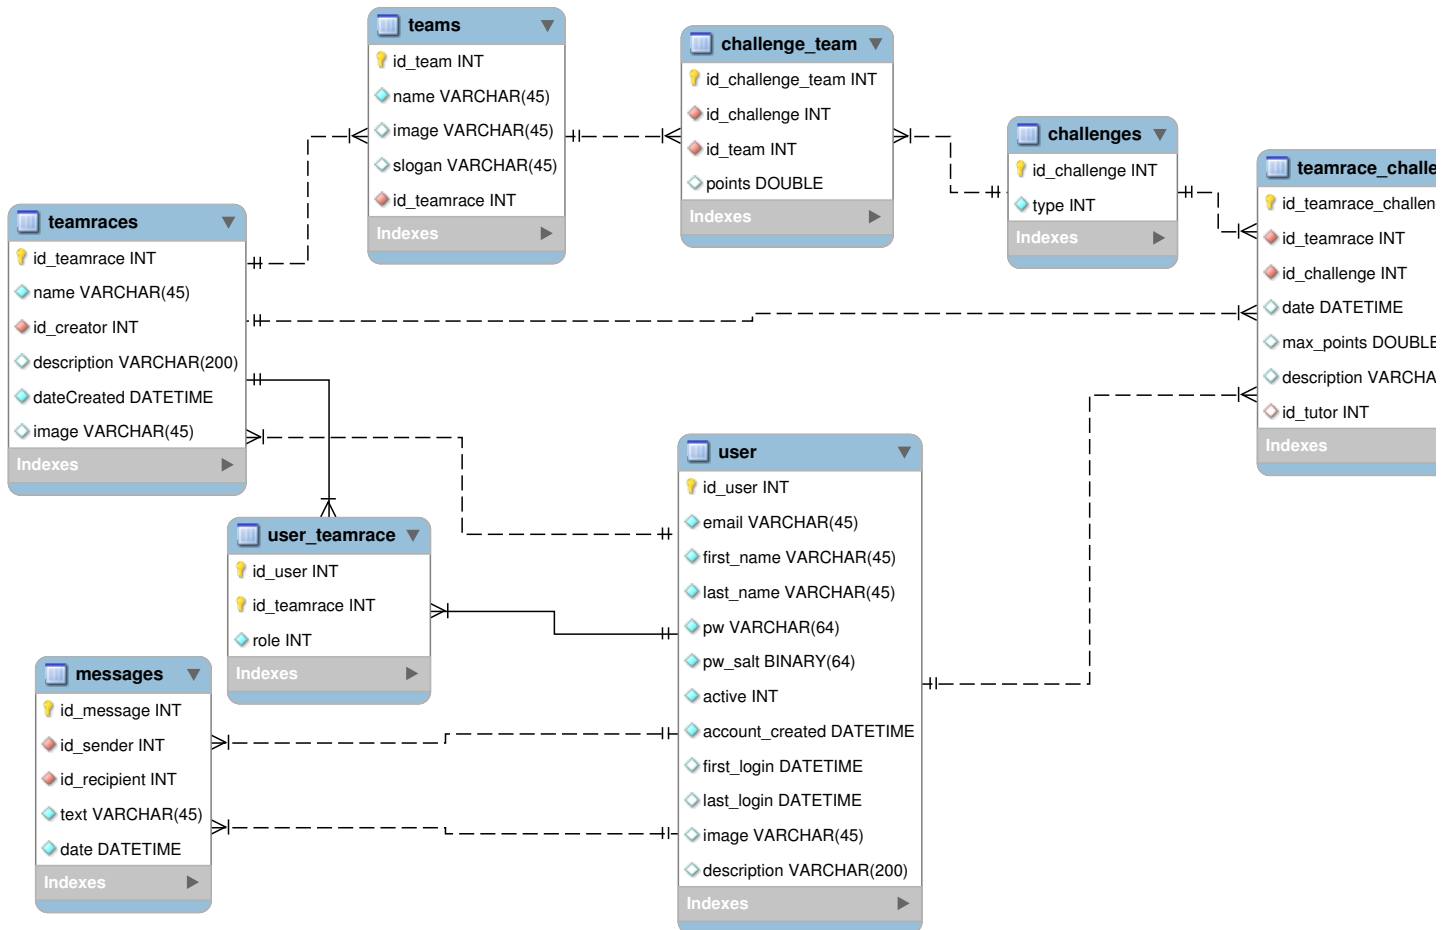 teams
id_team INT
name VARCHAR(45)
image VARCHAR(45)
slogan VARCHAR(45)
id_teamrace INT
Indexes
challenge_team
id_challenge_team INT
id_challenge INT
id_team INT
points DOUBLE
Indexes
challenges
id_challenge INT
type INT
Indexes
teamrace_challe
id_teamrace_challen
id_teamrace INT
id_challenge INT
date DATETIME
max_points DOUBLE
description VARCHA
id_tutor INT
Indexes
teamraces
id_teamrace INT
name VARCHAR(45)
id_creator INT
description VARCHAR(200)
dateCreated DATETIME
image VARCHAR(45)
Indexes
user_teamrace
id_user INT
id_teamrace INT
role INT
Indexes
user
id_user INT
email VARCHAR(45)
first_name VARCHAR(45)
last_name VARCHAR(45)
pw VARCHAR(64)
pw_salt BINARY(64)
active INT
account_created DATETIME
first_login DATETIME
last_login DATETIME
image VARCHAR(45)
description VARCHAR(200)
Indexes
messages
id_message INT
id_sender INT
id_recipient INT
text VARCHAR(45)
date DATETIME
Indexes